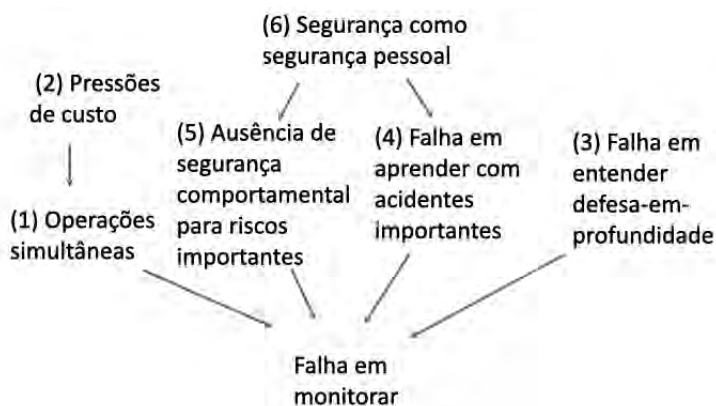 (6) Segurança como
segurança pessoal
(2) Pressões
de custo
(5) Ausência de
segurança
comportamental
para riscos
importantes
(4) Falha em
aprender com
acidentes
importantes
(3) Falha em
entender
defesa-em-
profundidade
(1) Operações
simultâneas
Falha em
monitorar